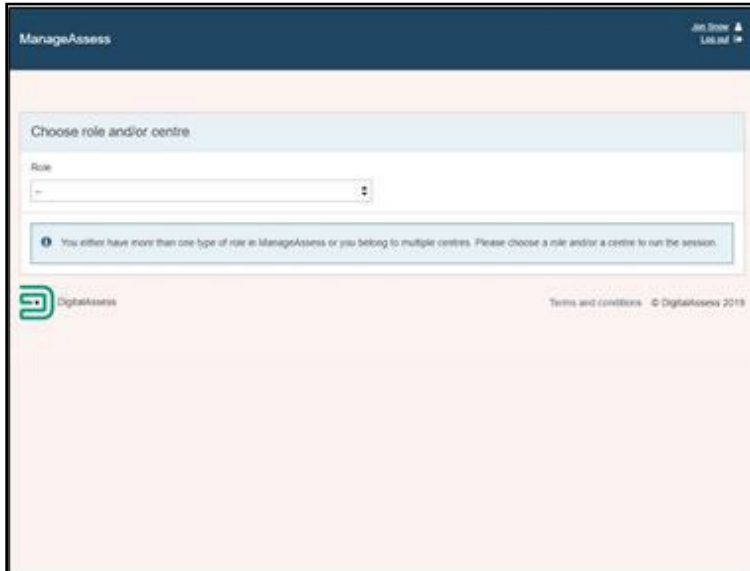 ManageAssess
Jon Snow
Log out
Choose role and/or centre
Role
--
You either have more than one type of role in ManageAssess or you belong to multiple centres. Please choose a role and/or a centre to run the session.
DigitalAssess
Terms and conditions © DigitalAssess 2019